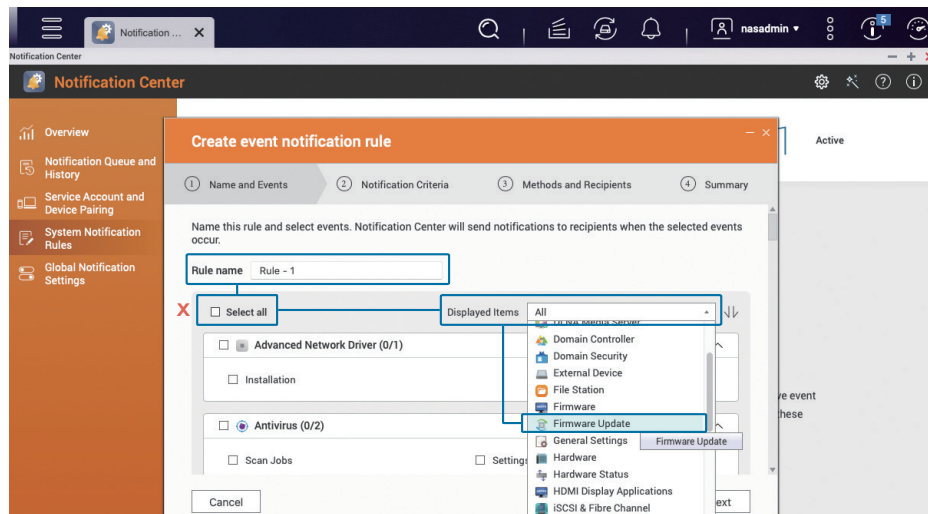 Notification ... X
nasadmin
5
Notification Center
Notification Center
Overview
Notification Queue and
History
Service Account and
Device Pairing
System Notification
Rules
Global Notification
Settings
Active
Create event notification rule
1 Name and Events
2 Notification Criteria
3 Methods and Recipients
4 Summary
Name this rule and select events. Notification Center will send notifications to recipients when the selected events
occur.
Rule name Rule - 1
X
Select all
Displayed Items All
Advanced Network Driver (0/1)
Installation
Antivirus (0/2)
Scan Jobs
Settings
DLNA Media Server
Domain Controller
Domain Security
External Device
File Station
Firmware
Firmware Update
General Settings
Firmware Update
Hardware
Hardware Status
HDMI Display Applications
iSCSI & Fibre Channel
ve event
these
Cancel
ext